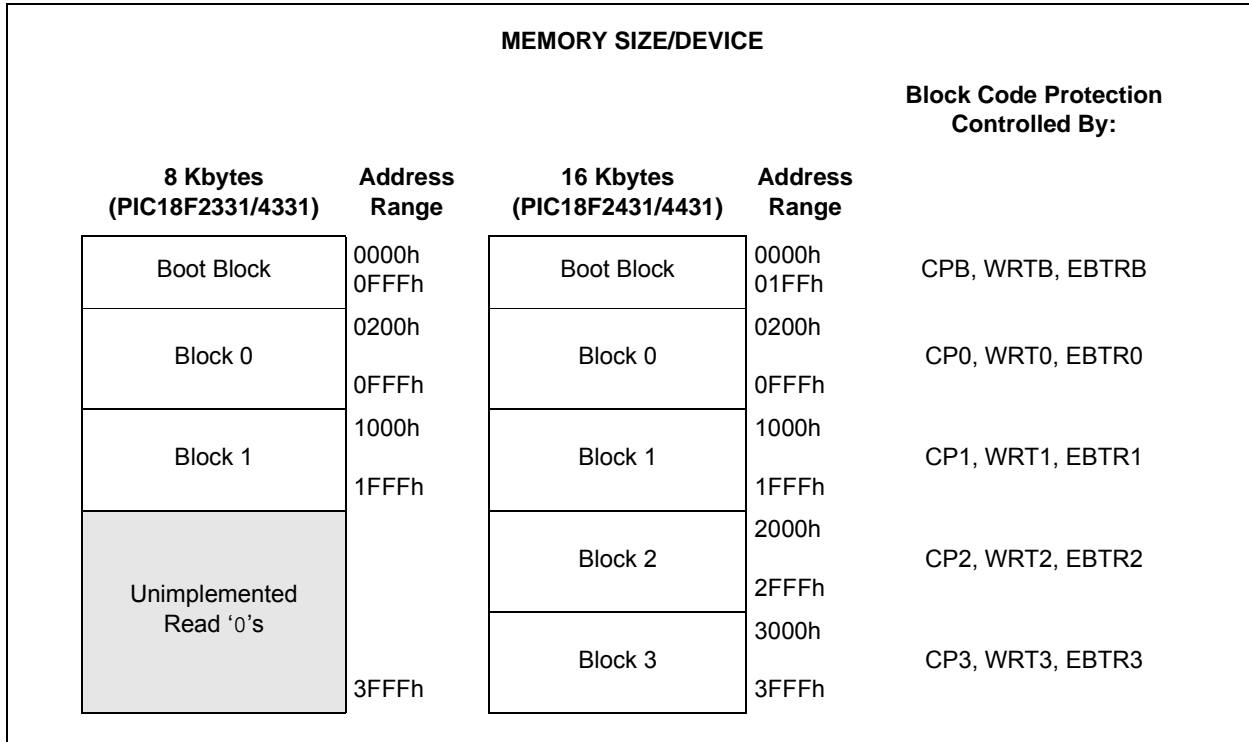 MEMORY SIZE/DEVICE
Block Code Protection
Controlled By:
8 Kbytes
(PIC18F2331/4331)
Address
Range
16 Kbytes
(PIC18F2431/4431)
Address
Range
Boot Block
0000h
0FFFh
Boot Block
0000h
01FFh
CPB, WRTB, EBTRB
Block 0
0200h
0FFFh
Block 0
0200h
0FFFh
CP0, WRT0, EBTR0
Block 1
1000h
1FFFh
Block 1
1000h
1FFFh
CP1, WRT1, EBTR1
Unimplemented
Read ‘0’s
3FFFh
Block 2
2000h
2FFFh
CP2, WRT2, EBTR2
Block 3
3000h
3FFFh
CP3, WRT3, EBTR3